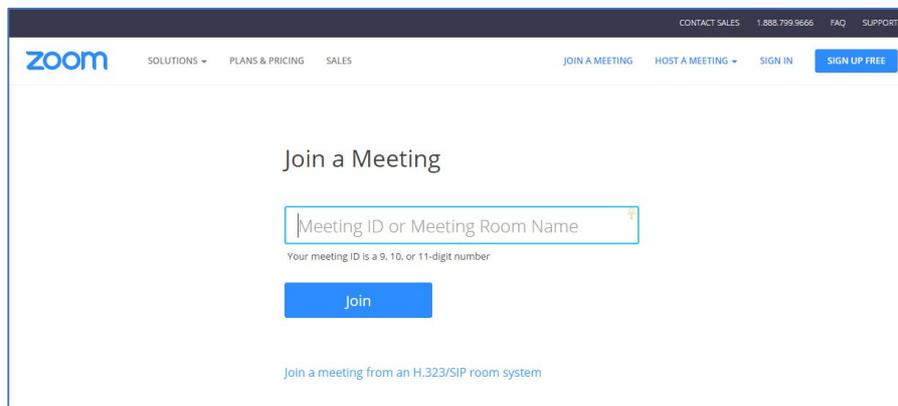 CONTACT SALES 1.888.799.9666 FAQ SUPPORT
zoom SOLUTIONS PLANS & PRICING SALES JOIN A MEETING HOST A MEETING SIGN IN SIGN UP FREE
Join a Meeting
Meeting ID or Meeting Room Name
Your meeting ID is a 9, 10, or 11-digit number
Join
Join a meeting from an H.323/SIP room system